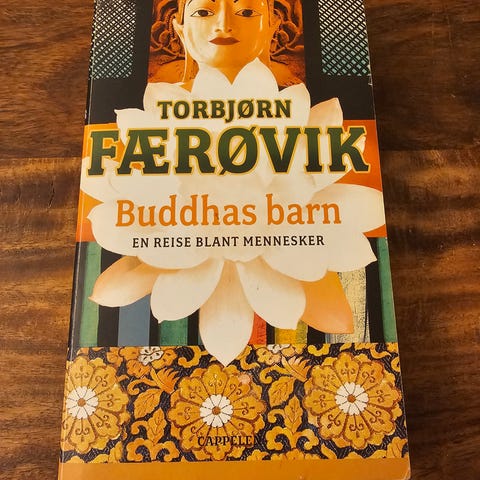 TORBJØRN
FÆRØVIK
Buddhas barn
EN REISE BLANT MENNESKER
CAPPELEN